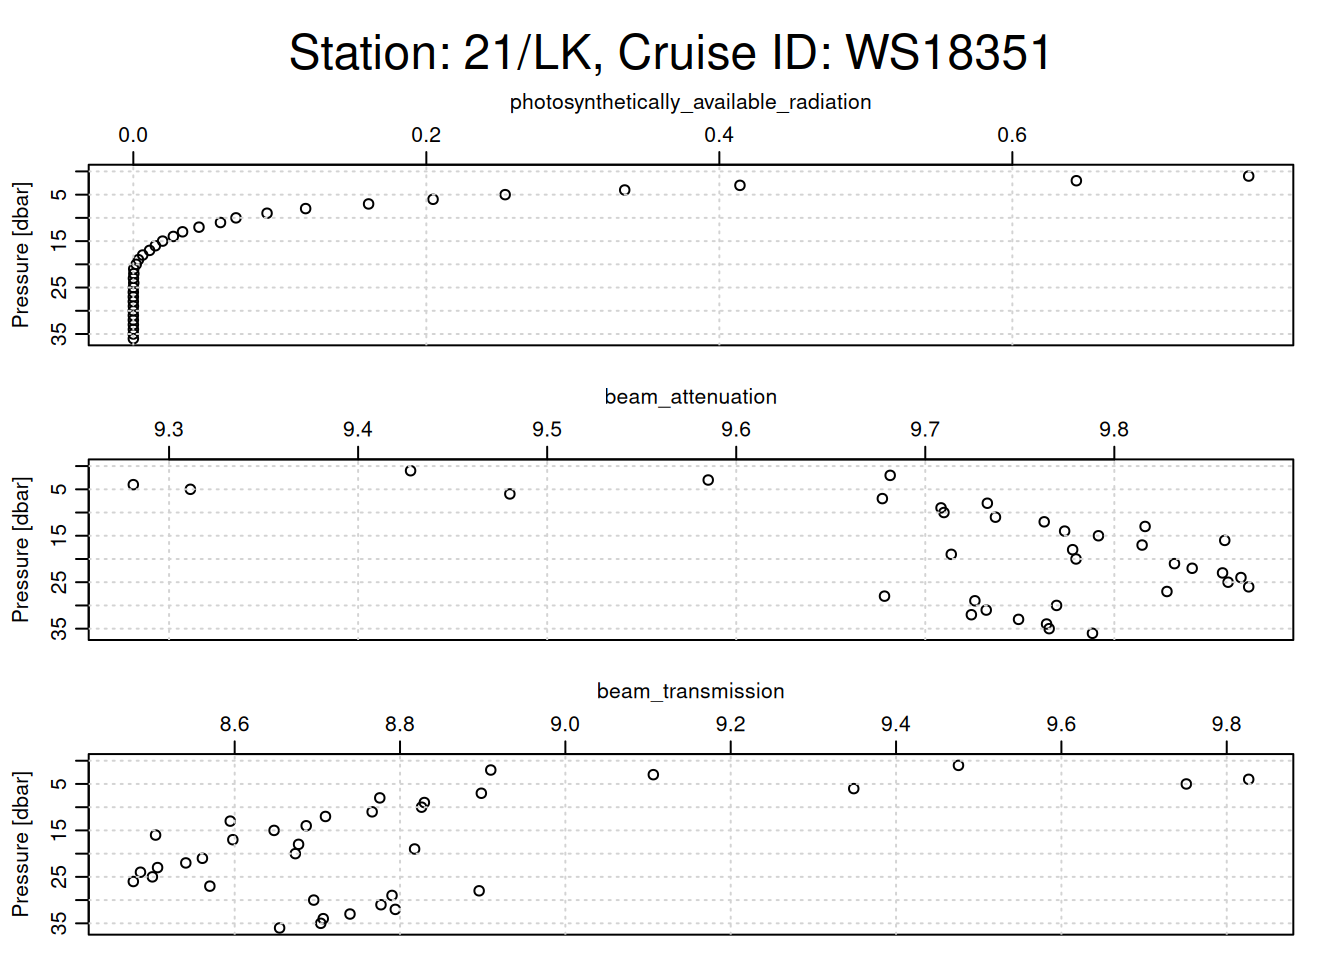 Station: 21/LK, Cruise ID: WS18351
photosynthetically_available_radiation
0.0 0.2 0.4 0.6
Pressure [dbar]
5
15
25
35
beam_attenuation
9.3 9.4 9.5 9.6 9.7 9.8
Pressure [dbar]
5
15
25
35
beam_transmission
8.6 8.8 9.0 9.2 9.4 9.6 9.8
Pressure [dbar]
5
15
25
35